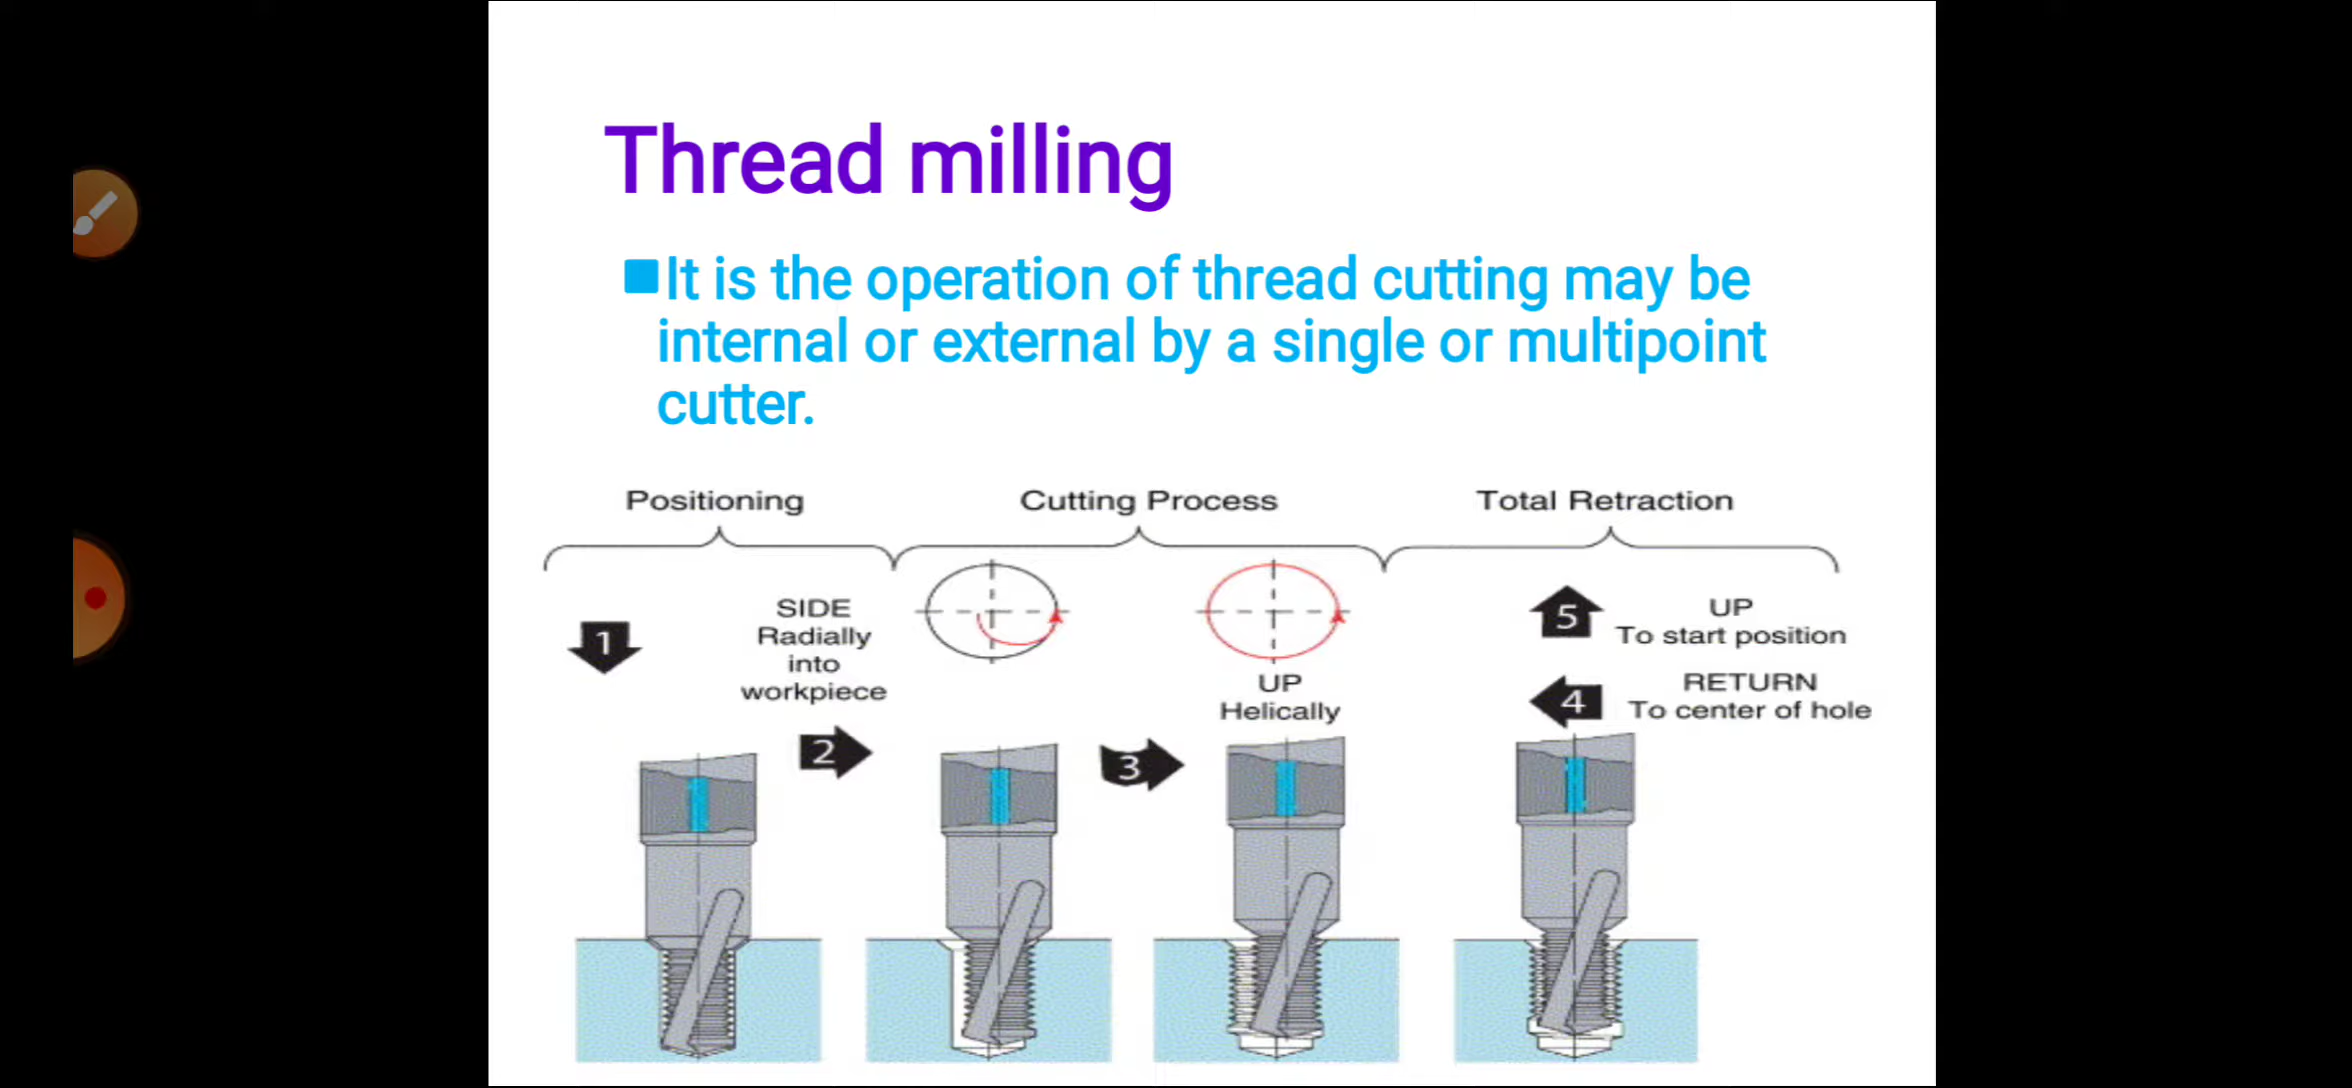 Thread milling
It is the operation of thread cutting may be
internal or external by a single or multipoint
cutter.
Positioning
Cutting Process
Total Retraction
1
SIDE
Radially
into
workpiece
2
3
UP
Helically
5
UP
To start position
4
RETURN
To center of hole